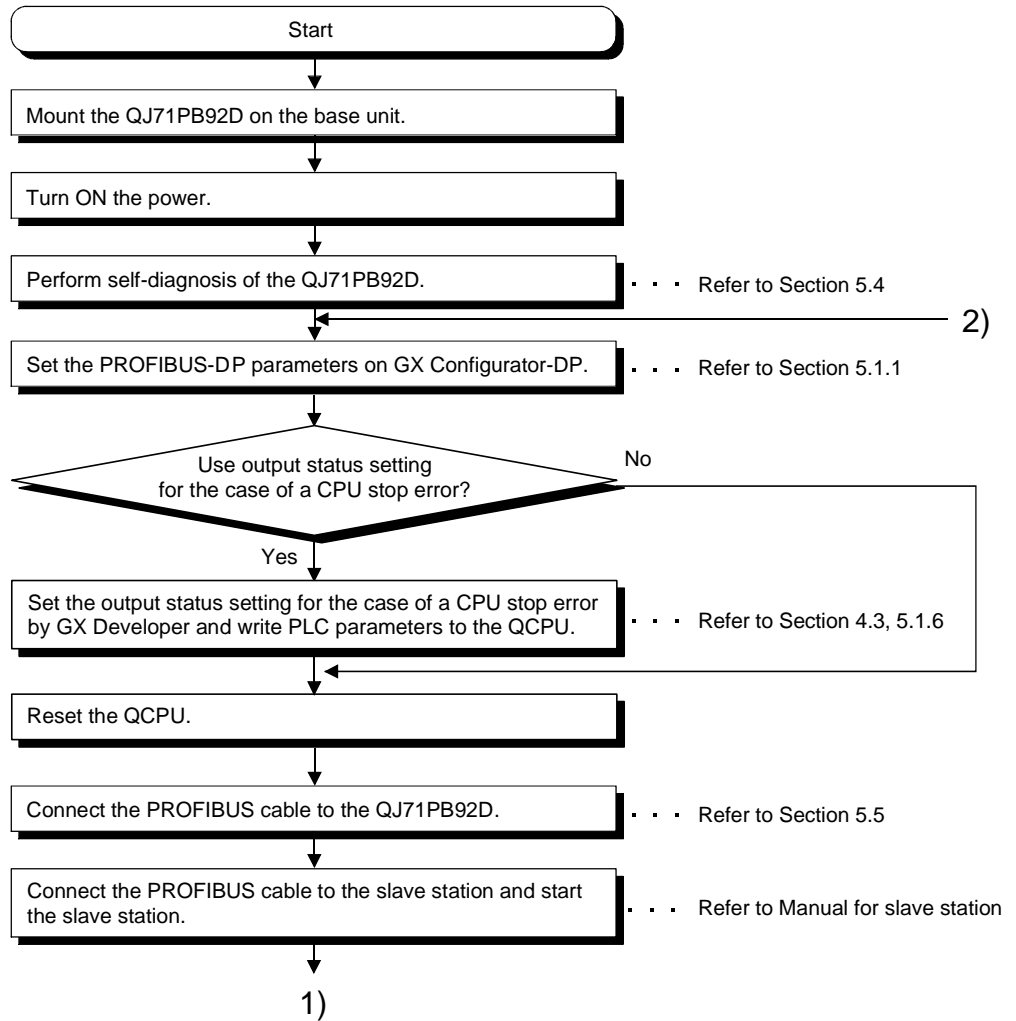 Start
Mount the QJ71PB92D on the base unit.
Turn ON the power.
Perform self-diagnosis of the QJ71PB92D.
Refer to Section 5.4
2)
Set the PROFIBUS-DP parameters on GX Configurator-DP.
Refer to Section 5.1.1
Use output status setting
for the case of a CPU stop error?
No
Yes
Set the output status setting for the case of a CPU stop error
by GX Developer and write PLC parameters to the QCPU.
Refer to Section 4.3, 5.1.6
Reset the QCPU.
Connect the PROFIBUS cable to the QJ71PB92D.
Refer to Section 5.5
Connect the PROFIBUS cable to the slave station and start
the slave station.
Refer to Manual for slave station
1)